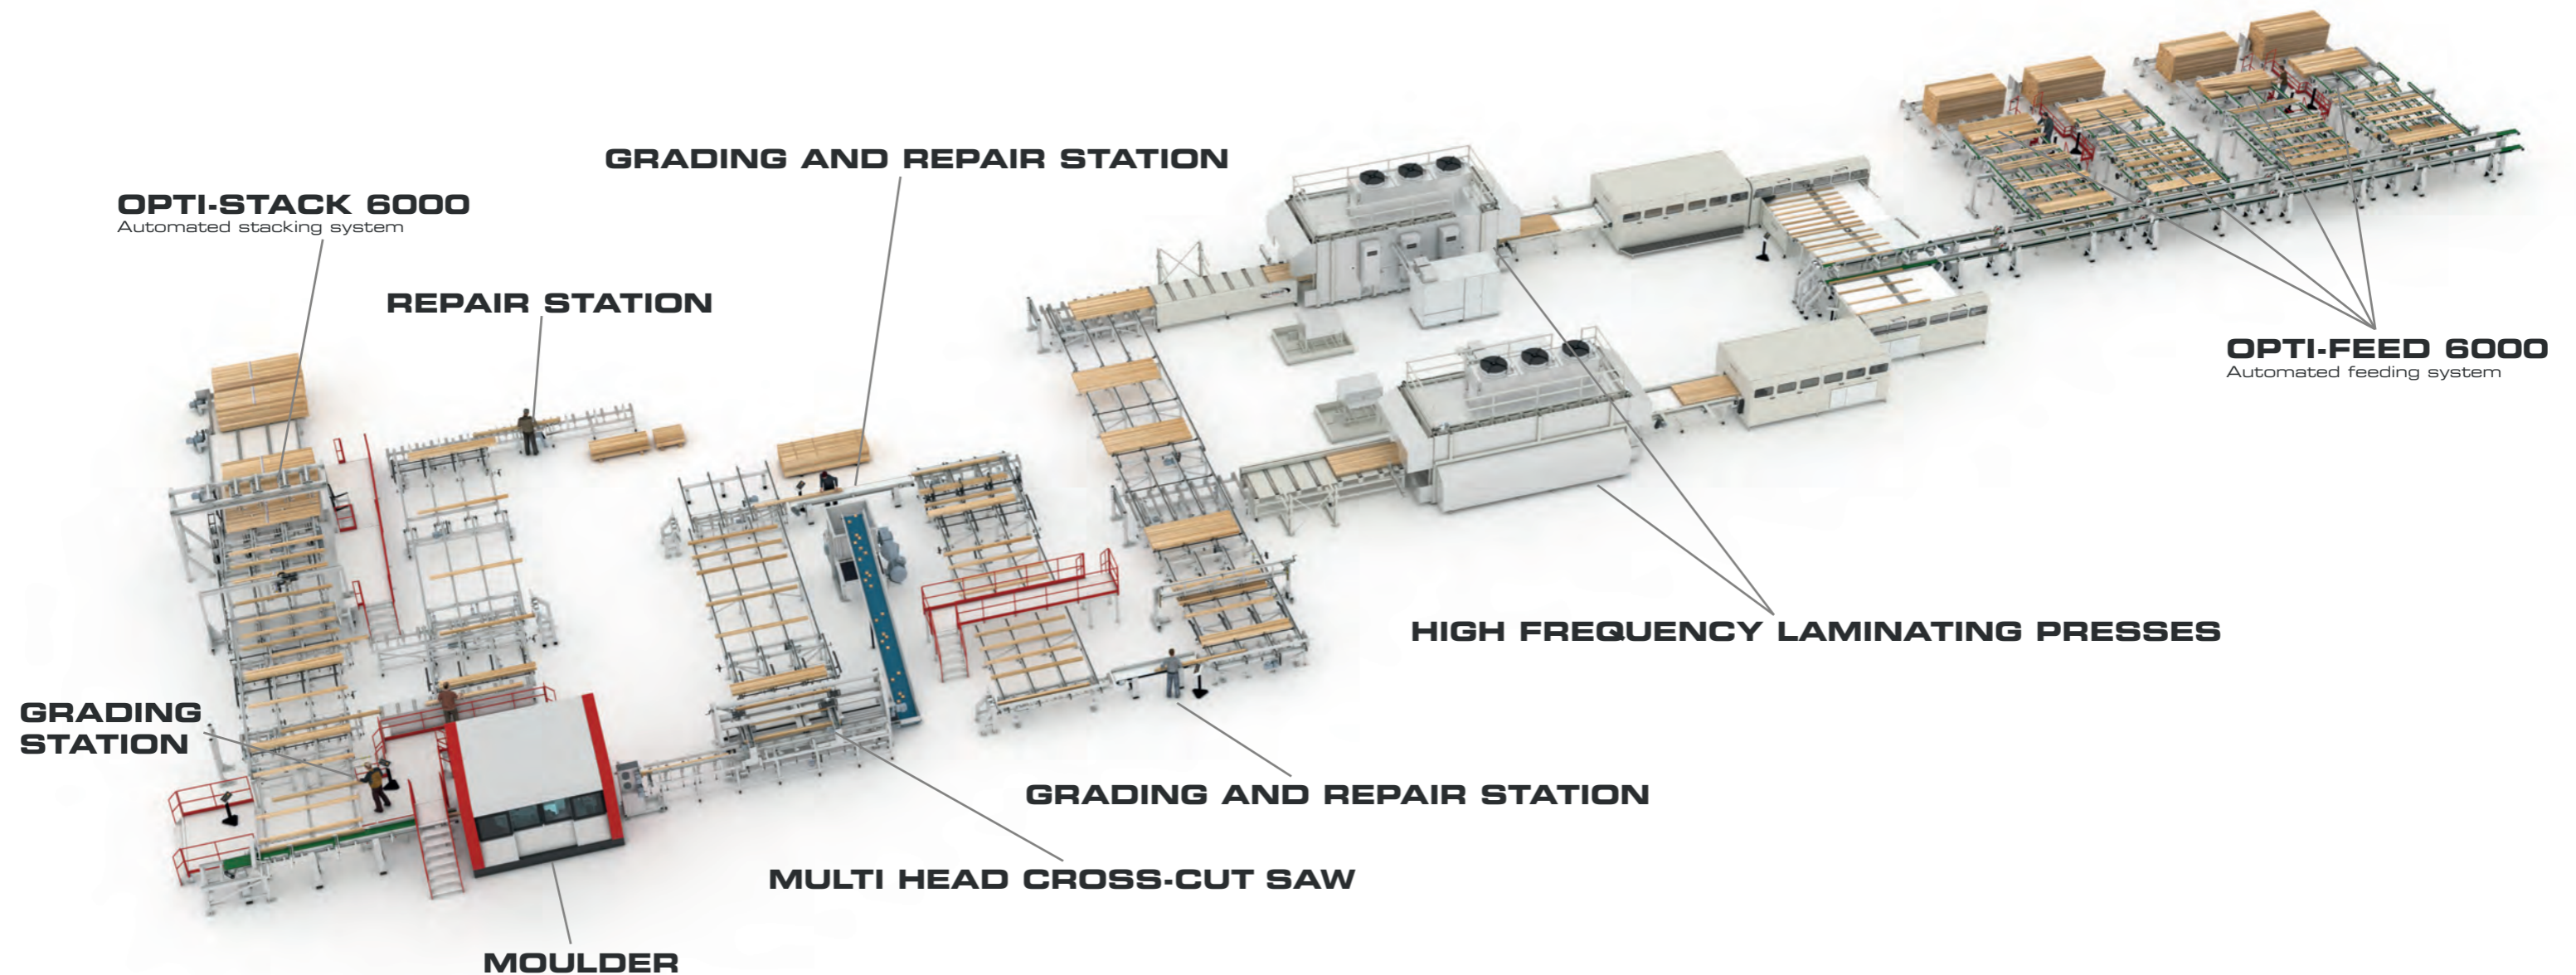 GRADING AND REPAIR STATION
OPTI-STACK 6000
Automated stacking system
REPAIR STATION
OPTI-FEED 6000
Automated feeding system
HIGH FREQUENCY LAMINATING PRESSES
GRADING
STATION
GRADING AND REPAIR STATION
MULTI HEAD CROSS-CUT SAW
MOULDER